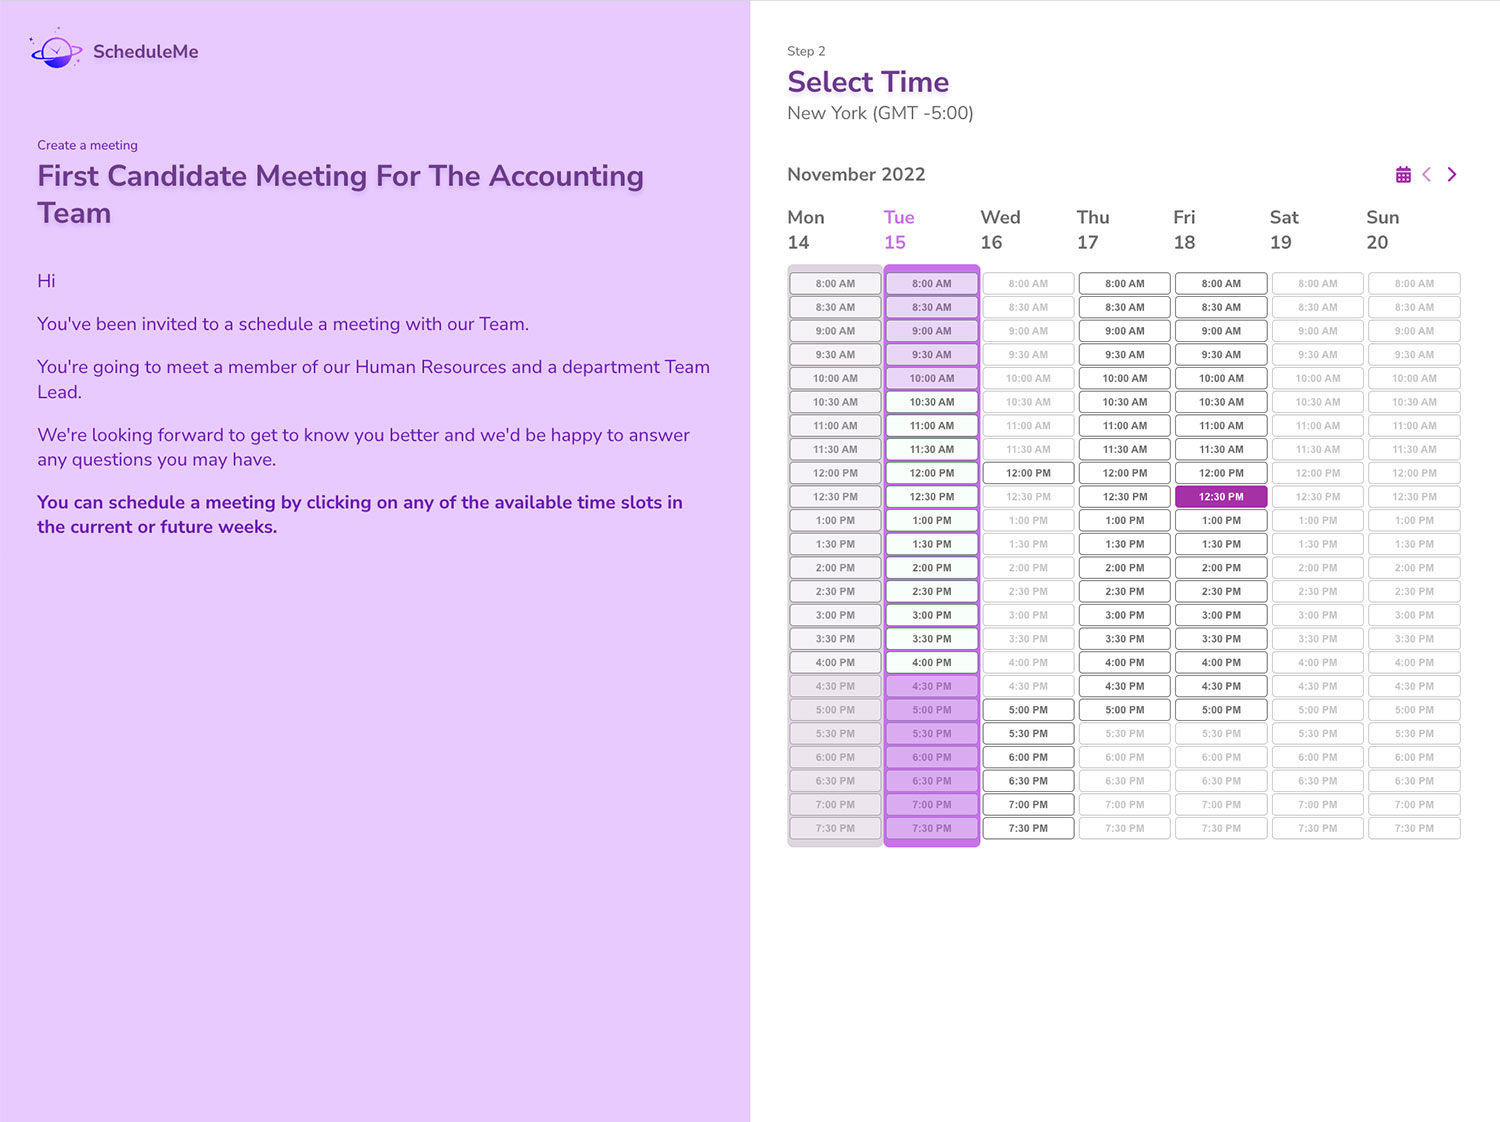 ScheduleMe
Create a meeting
First Candidate Meeting For The Accounting
Team
Hi
You've been invited to a schedule a meeting with our Team.
You're going to meet a member of our Human Resources and a department Team
Lead.
We're looking forward to get to know you better and we'd be happy to answer
any questions you may have.
You can schedule a meeting by clicking on any of the available time slots in
the current or future weeks.
Step 2
Select Time
New York (GMT -5:00)
November 2022
Mon Tue Wed Thu Fri Sat Sun
14 15 16 17 18 19 20
8:00 AM 8:00 AM 8:00 AM 8:00 AM 8:00 AM 8:00 AM 8:00 AM
8:30 AM 8:30 AM 8:30 AM 8:30 AM 8:30 AM 8:30 AM 8:30 AM
9:00 AM 9:00 AM 9:00 AM 9:00 AM 9:00 AM 9:00 AM 9:00 AM
9:30 AM 9:30 AM 9:30 AM 9:30 AM 9:30 AM 9:30 AM 9:30 AM
10:00 AM 10:00 AM 10:00 AM 10:00 AM 10:00 AM 10:00 AM 10:00 AM
10:30 AM 10:30 AM 10:30 AM 10:30 AM 10:30 AM 10:30 AM 10:30 AM
11:00 AM 11:00 AM 11:00 AM 11:00 AM 11:00 AM 11:00 AM 11:00 AM
11:30 AM 11:30 AM 11:30 AM 11:30 AM 11:30 AM 11:30 AM 11:30 AM
12:00 PM 12:00 PM 12:00 PM 12:00 PM 12:00 PM 12:00 PM 12:00 PM
12:30 PM 12:30 PM 12:30 PM 12:30 PM 12:30 PM 12:30 PM 12:30 PM
1:00 PM 1:00 PM 1:00 PM 1:00 PM 1:00 PM 1:00 PM 1:00 PM
1:30 PM 1:30 PM 1:30 PM 1:30 PM 1:30 PM 1:30 PM 1:30 PM
2:00 PM 2:00 PM 2:00 PM 2:00 PM 2:00 PM 2:00 PM 2:00 PM
2:30 PM 2:30 PM 2:30 PM 2:30 PM 2:30 PM 2:30 PM 2:30 PM
3:00 PM 3:00 PM 3:00 PM 3:00 PM 3:00 PM 3:00 PM 3:00 PM
3:30 PM 3:30 PM 3:30 PM 3:30 PM 3:30 PM 3:30 PM 3:30 PM
4:00 PM 4:00 PM 4:00 PM 4:00 PM 4:00 PM 4:00 PM 4:00 PM
4:30 PM 4:30 PM 4:30 PM 4:30 PM 4:30 PM 4:30 PM 4:30 PM
5:00 PM 5:00 PM 5:00 PM 5:00 PM 5:00 PM 5:00 PM 5:00 PM
5:30 PM 5:30 PM 5:30 PM 5:30 PM 5:30 PM 5:30 PM 5:30 PM
6:00 PM 6:00 PM 6:00 PM 6:00 PM 6:00 PM 6:00 PM 6:00 PM
6:30 PM 6:30 PM 6:30 PM 6:30 PM 6:30 PM 6:30 PM 6:30 PM
7:00 PM 7:00 PM 7:00 PM 7:00 PM 7:00 PM 7:00 PM 7:00 PM
7:30 PM 7:30 PM 7:30 PM 7:30 PM 7:30 PM 7:30 PM 7:30 PM